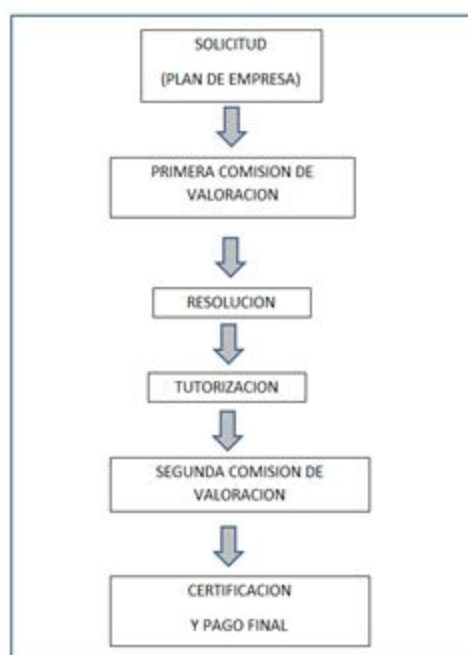 SOLICITUD
(PLAN DE EMPRESA)
PRIMERA COMISION DE
VALORACION
RESOLUCION
TUTORIZACION
SEGUNDA COMISION DE
VALORACION
CERTIFICACION
Y PAGO FINAL